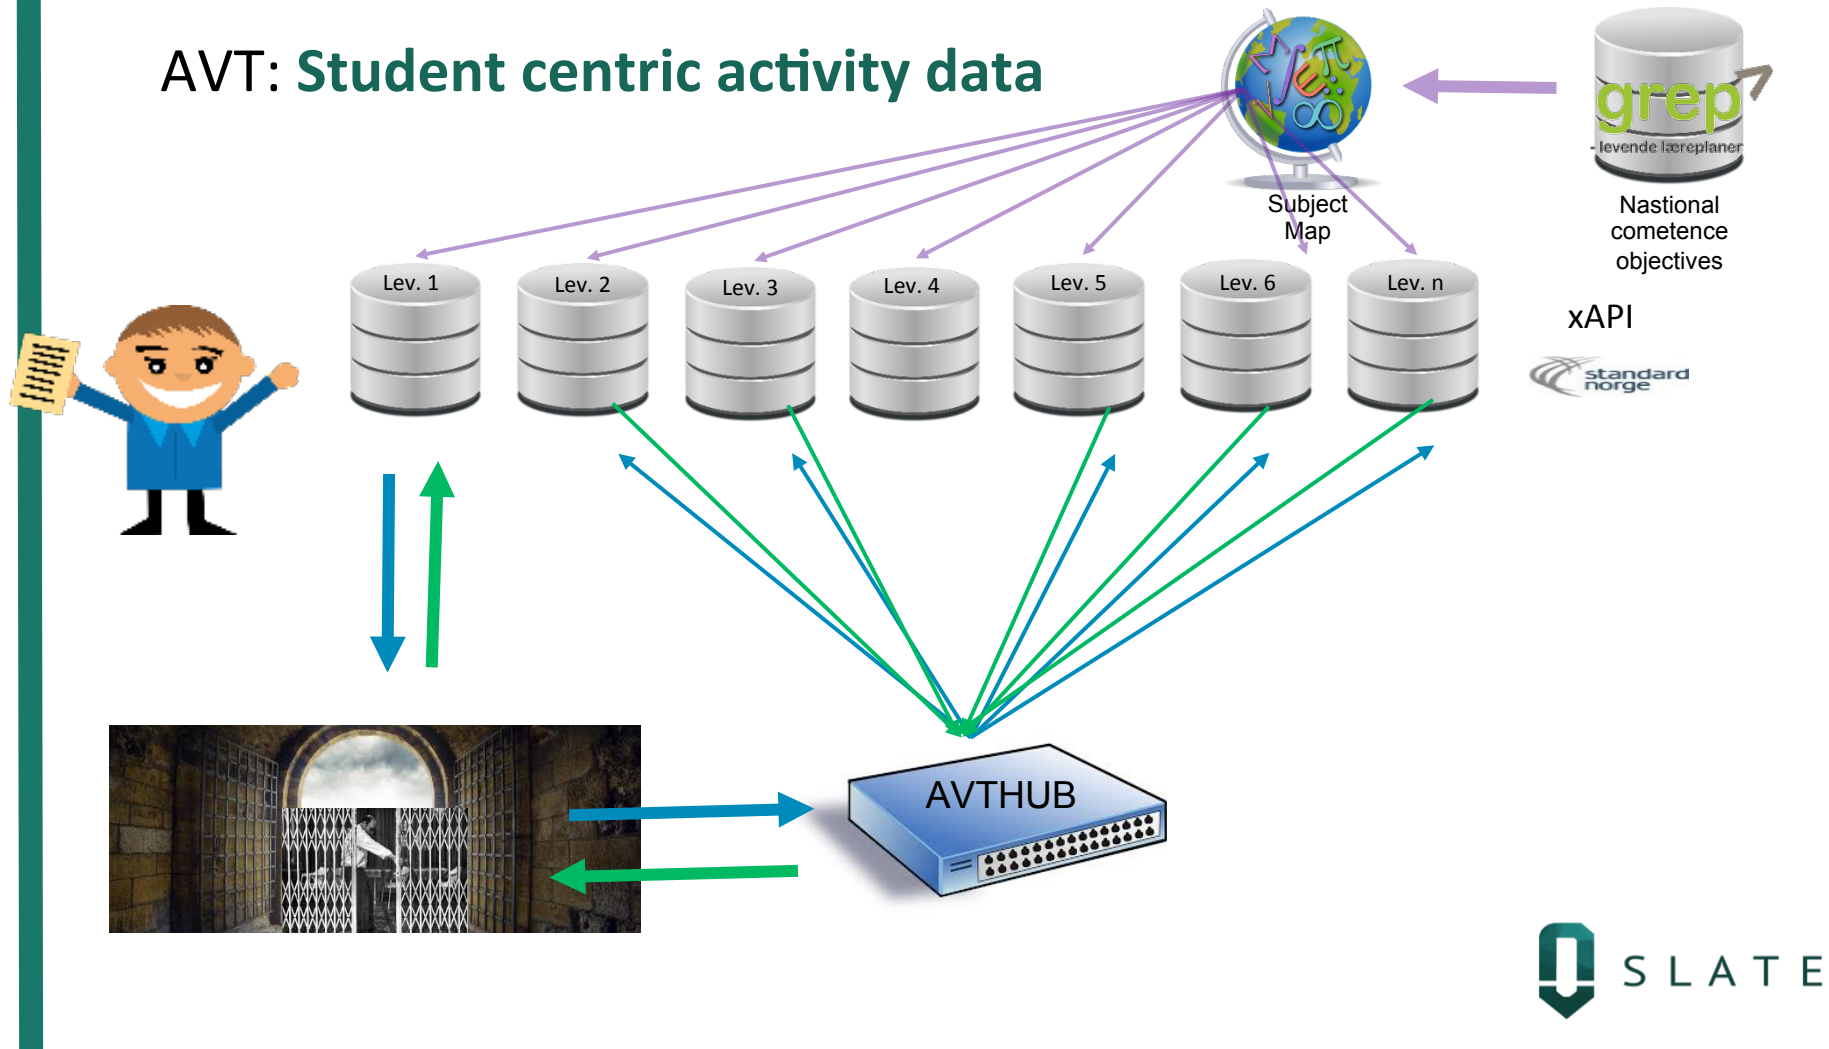 AVT: Student centric activity data
grep
- levende læreplaner
Subject
Map
Nastional
cometence
objectives
Lev. 1
Lev. 2
Lev. 3
Lev. 4
Lev. 5
Lev. 6
Lev. n
xAPI
standard
norge
AVTHUB
SLATE